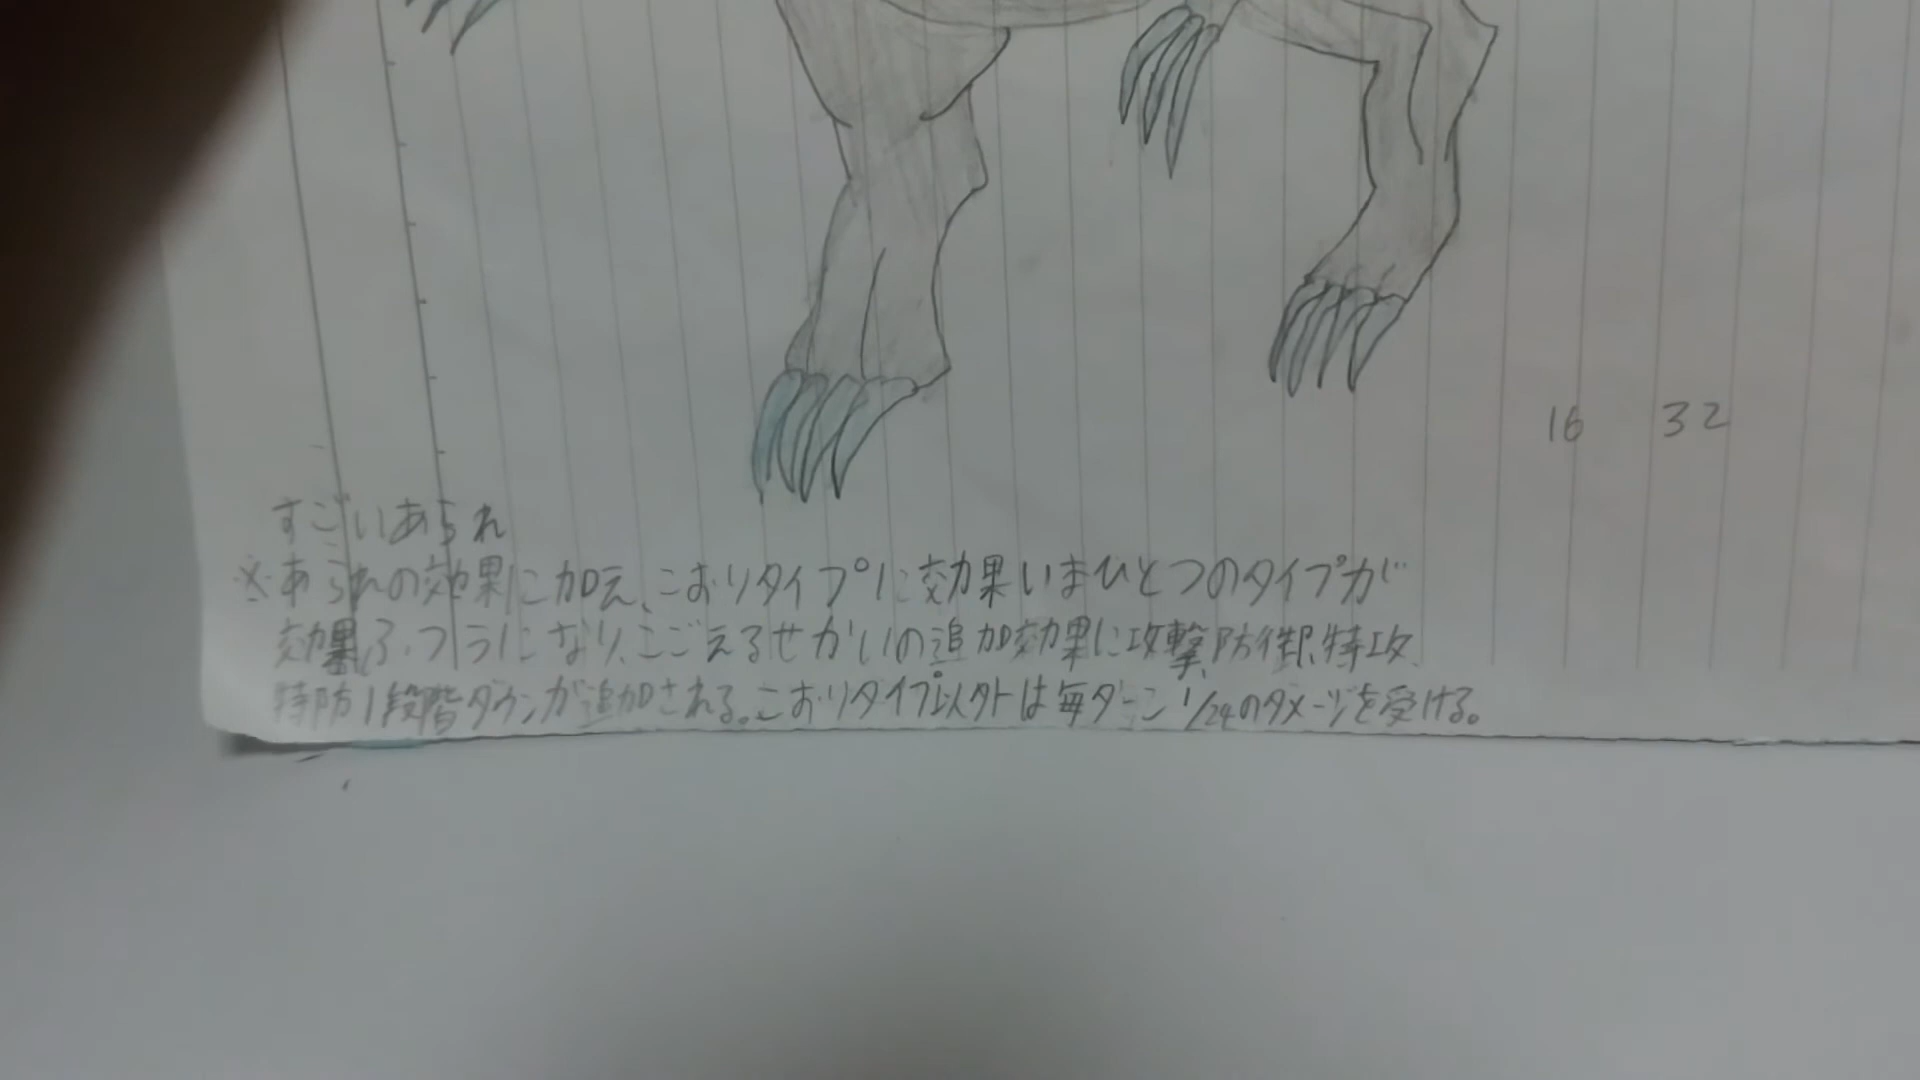 16 32
すごいあられ
※あられの効果に加え、こおりタイプに効果いまひとつのタイプが
効果ふつうになり、こごえるせかいの追加効果に攻撃、防御、特攻、
特防1段階ダウンが追加される。こおりタイプ以外は毎ターン1/24のダメージを受ける。